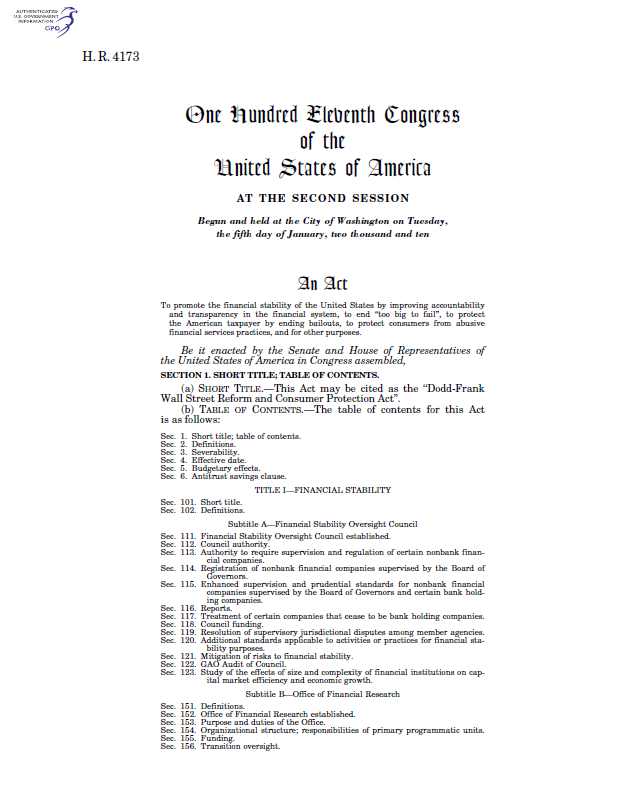 AUTHENTICATED
U.S. GOVERNMENT
INFORMATION
GPO
H. R. 4173
One Hundred Eleventh Congress
of the
United States of America
AT THE SECOND SESSION
Begun and held at the City of Washington on Tuesday,
the fifth day of January, two thousand and ten
An Act
To promote the financial stability of the United States by improving accountability
and transparency in the financial system, to end “too big to fail”, to protect
the American taxpayer by ending bailouts, to protect consumers from abusive
financial services practices, and for other purposes.
Be it enacted by the Senate and House of Representatives of
the United States of America in Congress assembled,
SECTION 1. SHORT TITLE; TABLE OF CONTENTS.
(a) SHORT TITLE.—This Act may be cited as the “Dodd-Frank
Wall Street Reform and Consumer Protection Act”.
(b) TABLE OF CONTENTS.—The table of contents for this Act
is as follows:
Sec. 1. Short title; table of contents.
Sec. 2. Definitions.
Sec. 3. Severability.
Sec. 4. Effective date.
Sec. 5. Budgetary effects.
Sec. 6. Antitrust savings clause.
TITLE I—FINANCIAL STABILITY
Sec. 101. Short title.
Sec. 102. Definitions.
Subtitle A—Financial Stability Oversight Council
Sec. 111. Financial Stability Oversight Council established.
Sec. 112. Council authority.
Sec. 113. Authority to require supervision and regulation of certain nonbank finan-
cial companies.
Sec. 114. Registration of nonbank financial companies supervised by the Board of
Governors.
Sec. 115. Enhanced supervision and prudential standards for nonbank financial
companies supervised by the Board of Governors and certain bank hold-
ing companies.
Sec. 116. Reports.
Sec. 117. Treatment of certain companies that cease to be bank holding companies.
Sec. 118. Council funding.
Sec. 119. Resolution of supervisory jurisdictional disputes among member agencies.
Sec. 120. Additional standards applicable to activities or practices for financial sta-
bility purposes.
Sec. 121. Mitigation of risks to financial stability.
Sec. 122. GAO Audit of Council.
Sec. 123. Study of the effects of size and complexity of financial institutions on cap-
ital market efficiency and economic growth.
Subtitle B—Office of Financial Research
Sec. 151. Definitions.
Sec. 152. Office of Financial Research established.
Sec. 153. Purpose and duties of the Office.
Sec. 154. Organizational structure; responsibilities of primary programmatic units.
Sec. 155. Funding.
Sec. 156. Transition oversight.